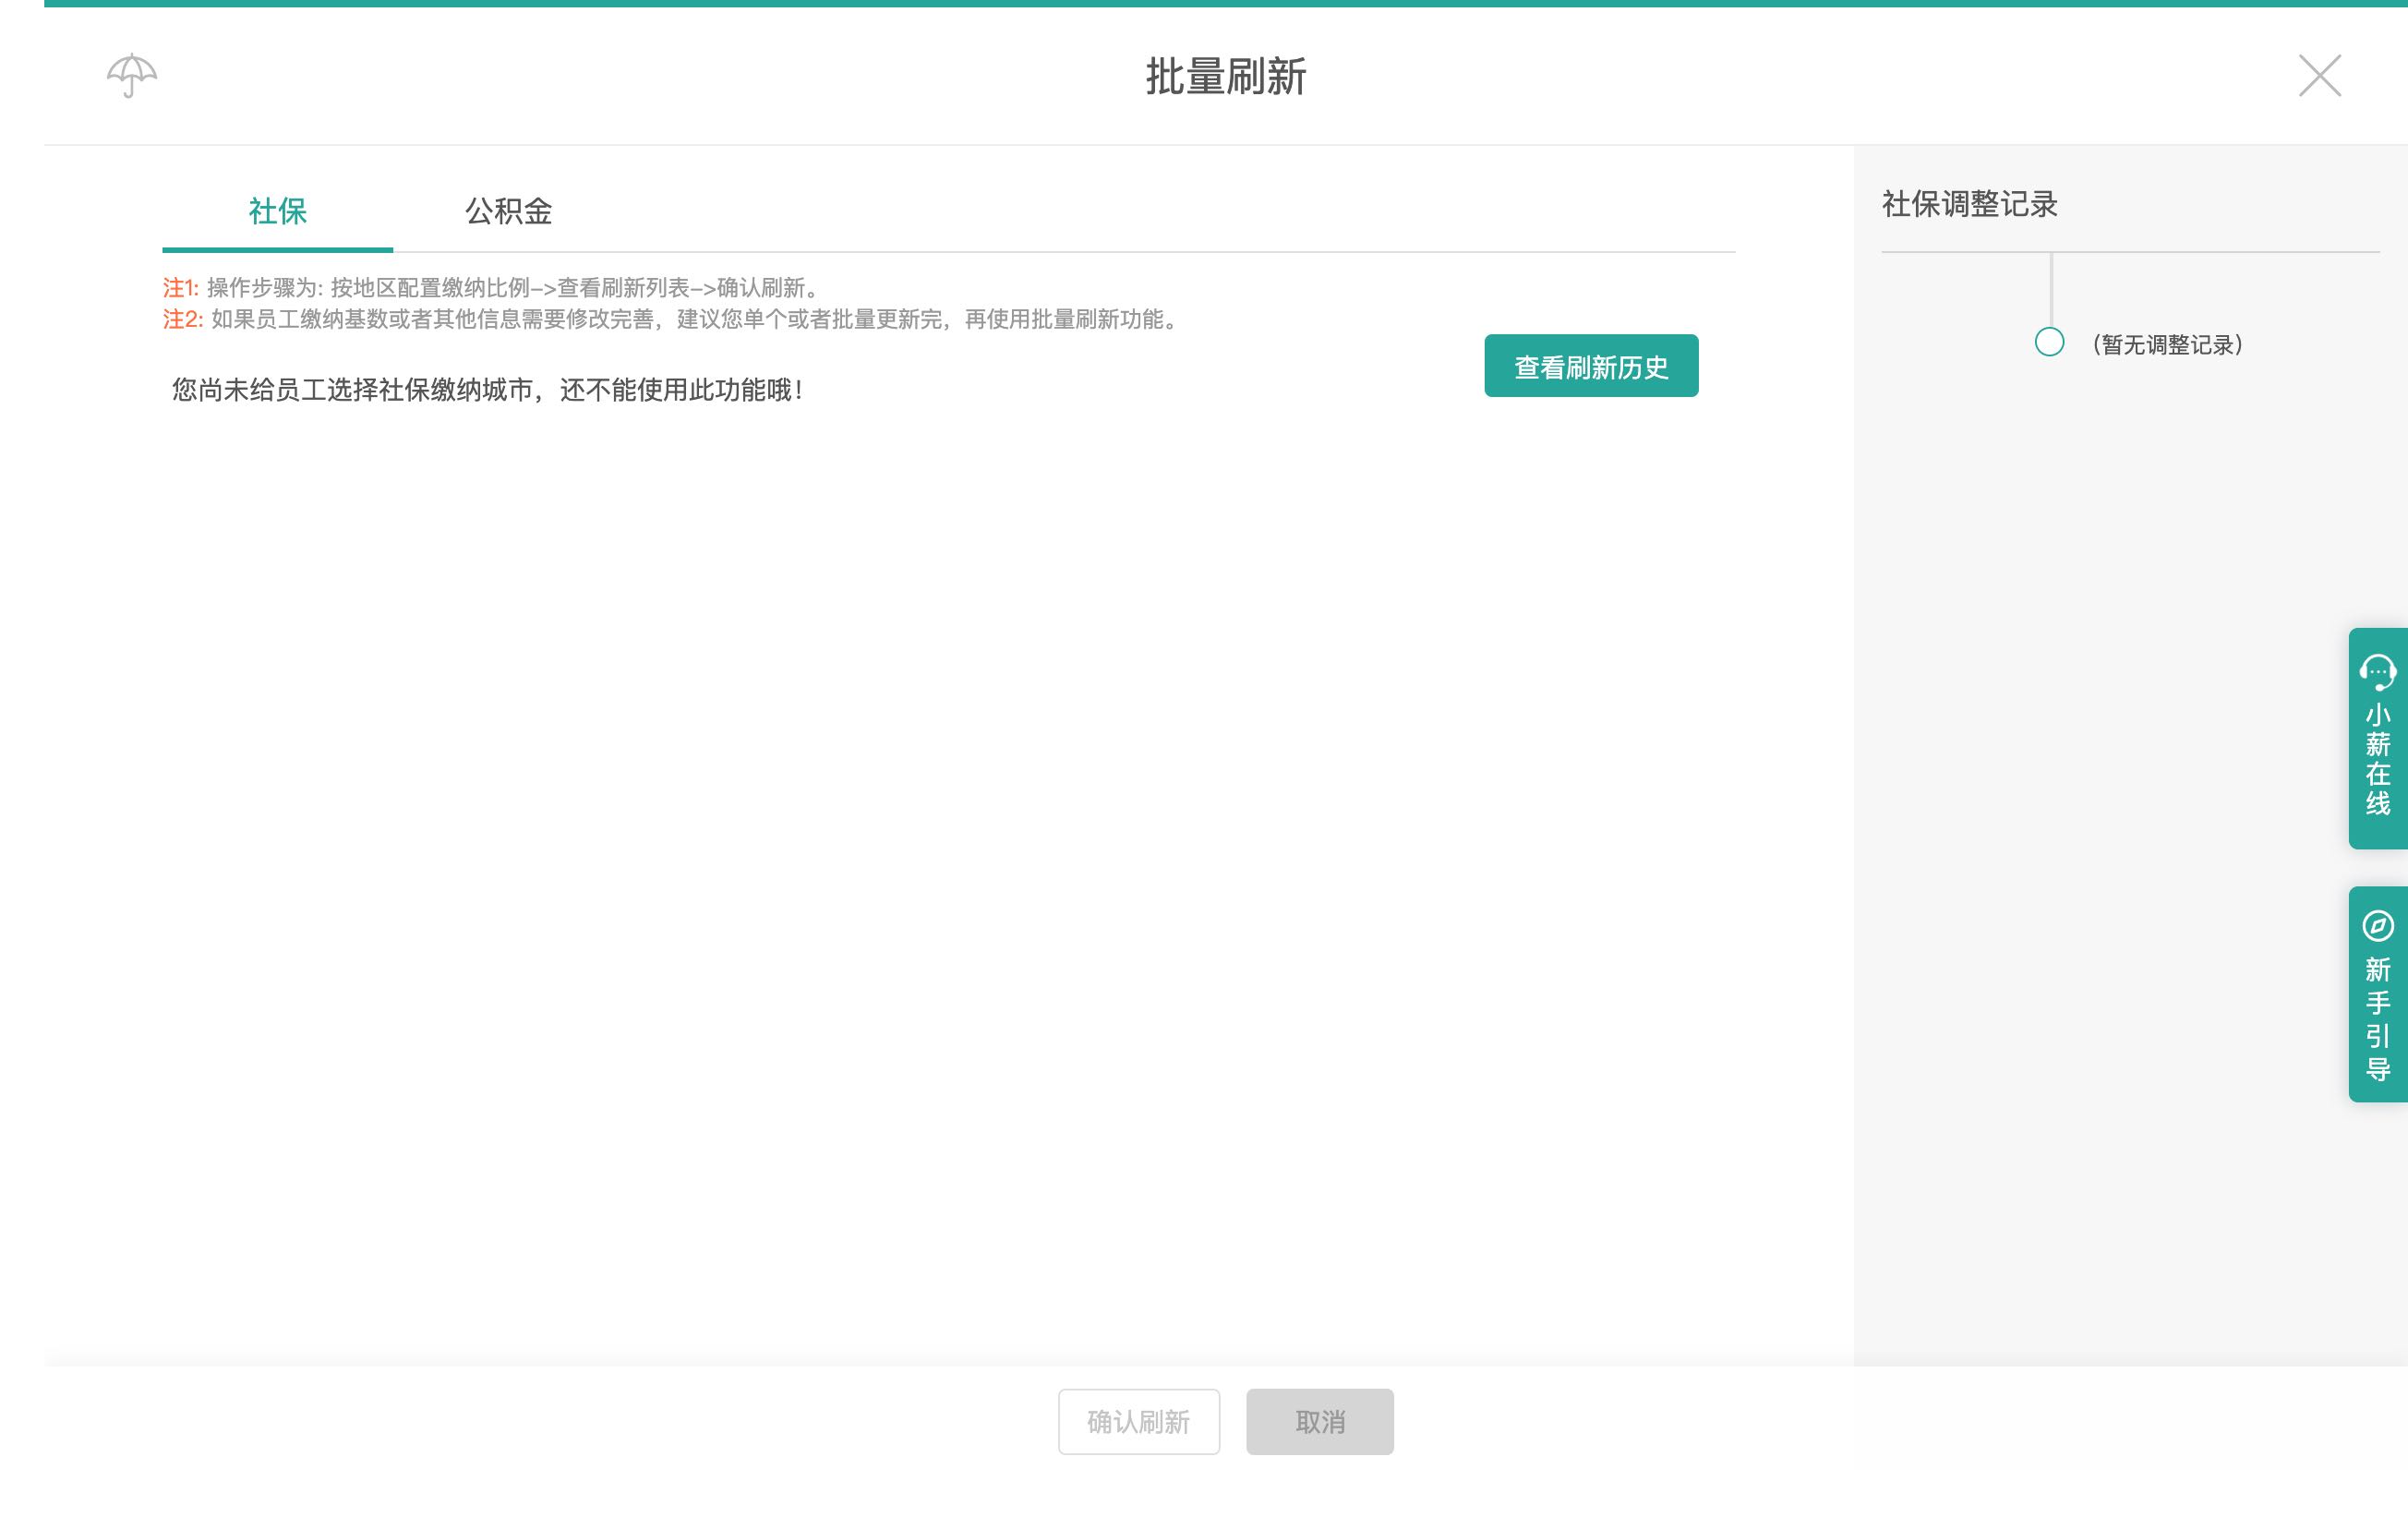 批量刷新
社保
公积金
注1: 操作步骤为: 按地区配置缴纳比例->查看刷新列表->确认刷新。
注2: 如果员工缴纳基数或者其他信息需要修改完善，建议您单个或者批量更新完，再使用批量刷新功能。
查看刷新历史
您尚未给员工选择社保缴纳城市，还不能使用此功能哦！
社保调整记录
（暂无调整记录）
小薪在线
新手引导
确认刷新
取消